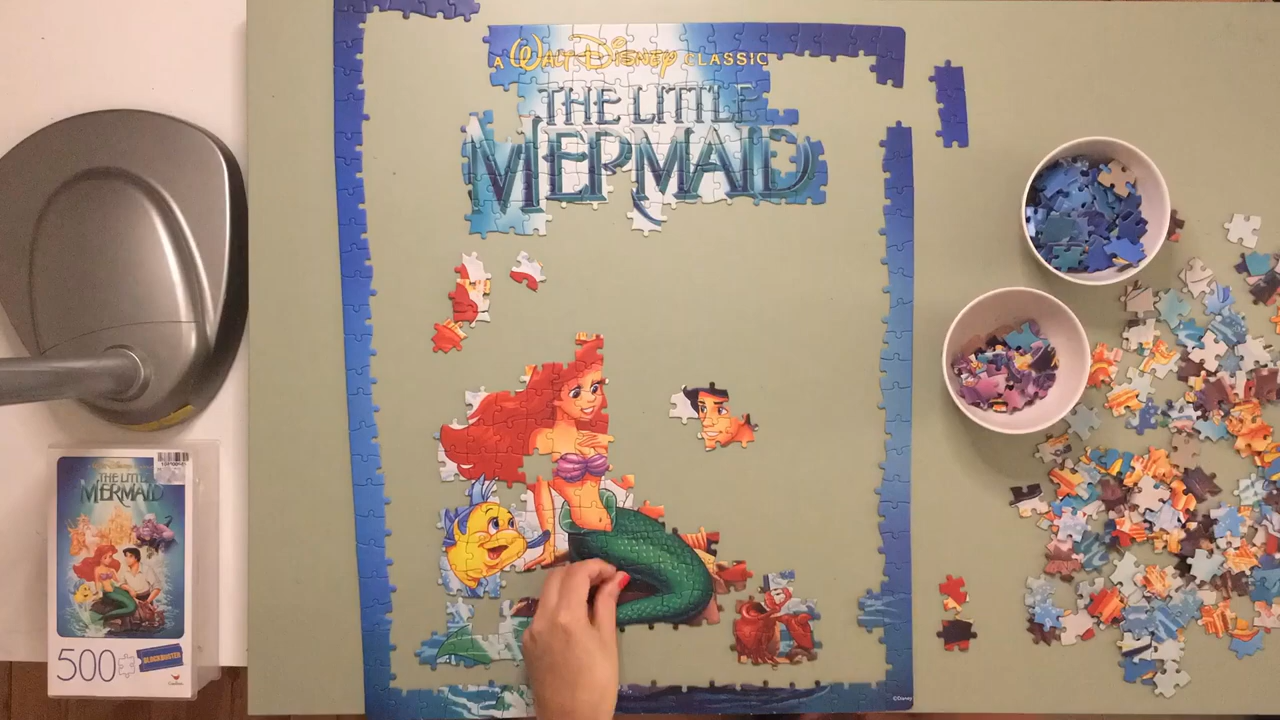 A WALT DISNEY CLASSIC
THE LITTLE
MERMAID
©Disney
THE LITTLE
MERMAID
500
BLOCKBUSTER